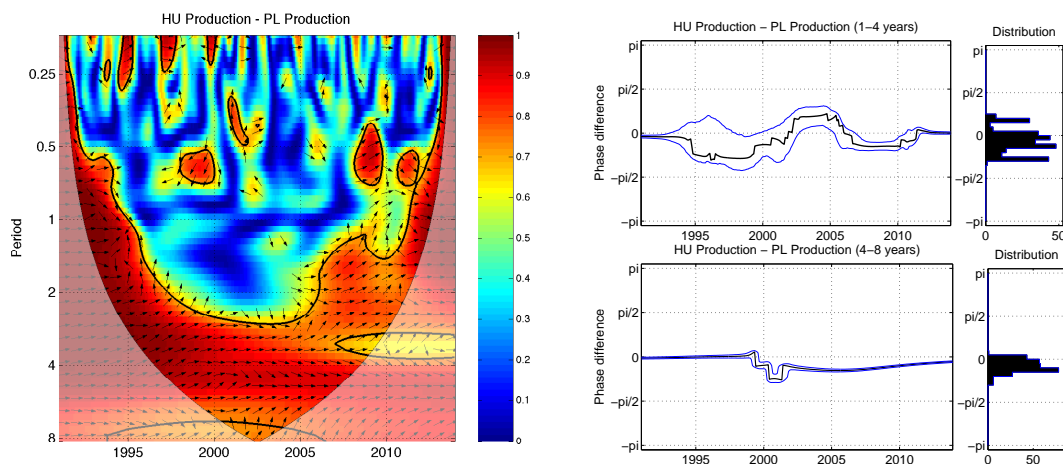 HU Production - PL Production
Period
0.25
0.5
1
2
4
8
1995
2000
2005
2010
1
0.9
0.8
0.7
0.6
0.5
0.4
0.3
0.2
0.1
0
HU Production − PL Production (1−4 years)
Phase difference
pi
pi/2
0
−pi/2
−pi
1995
2000
2005
2010
Distribution
pi
pi/2
0
−pi/2
−pi
0
50
HU Production − PL Production (4−8 years)
Phase difference
pi
pi/2
0
−pi/2
−pi
1995
2000
2005
2010
Distribution
pi
pi/2
0
−pi/2
−pi
0
50